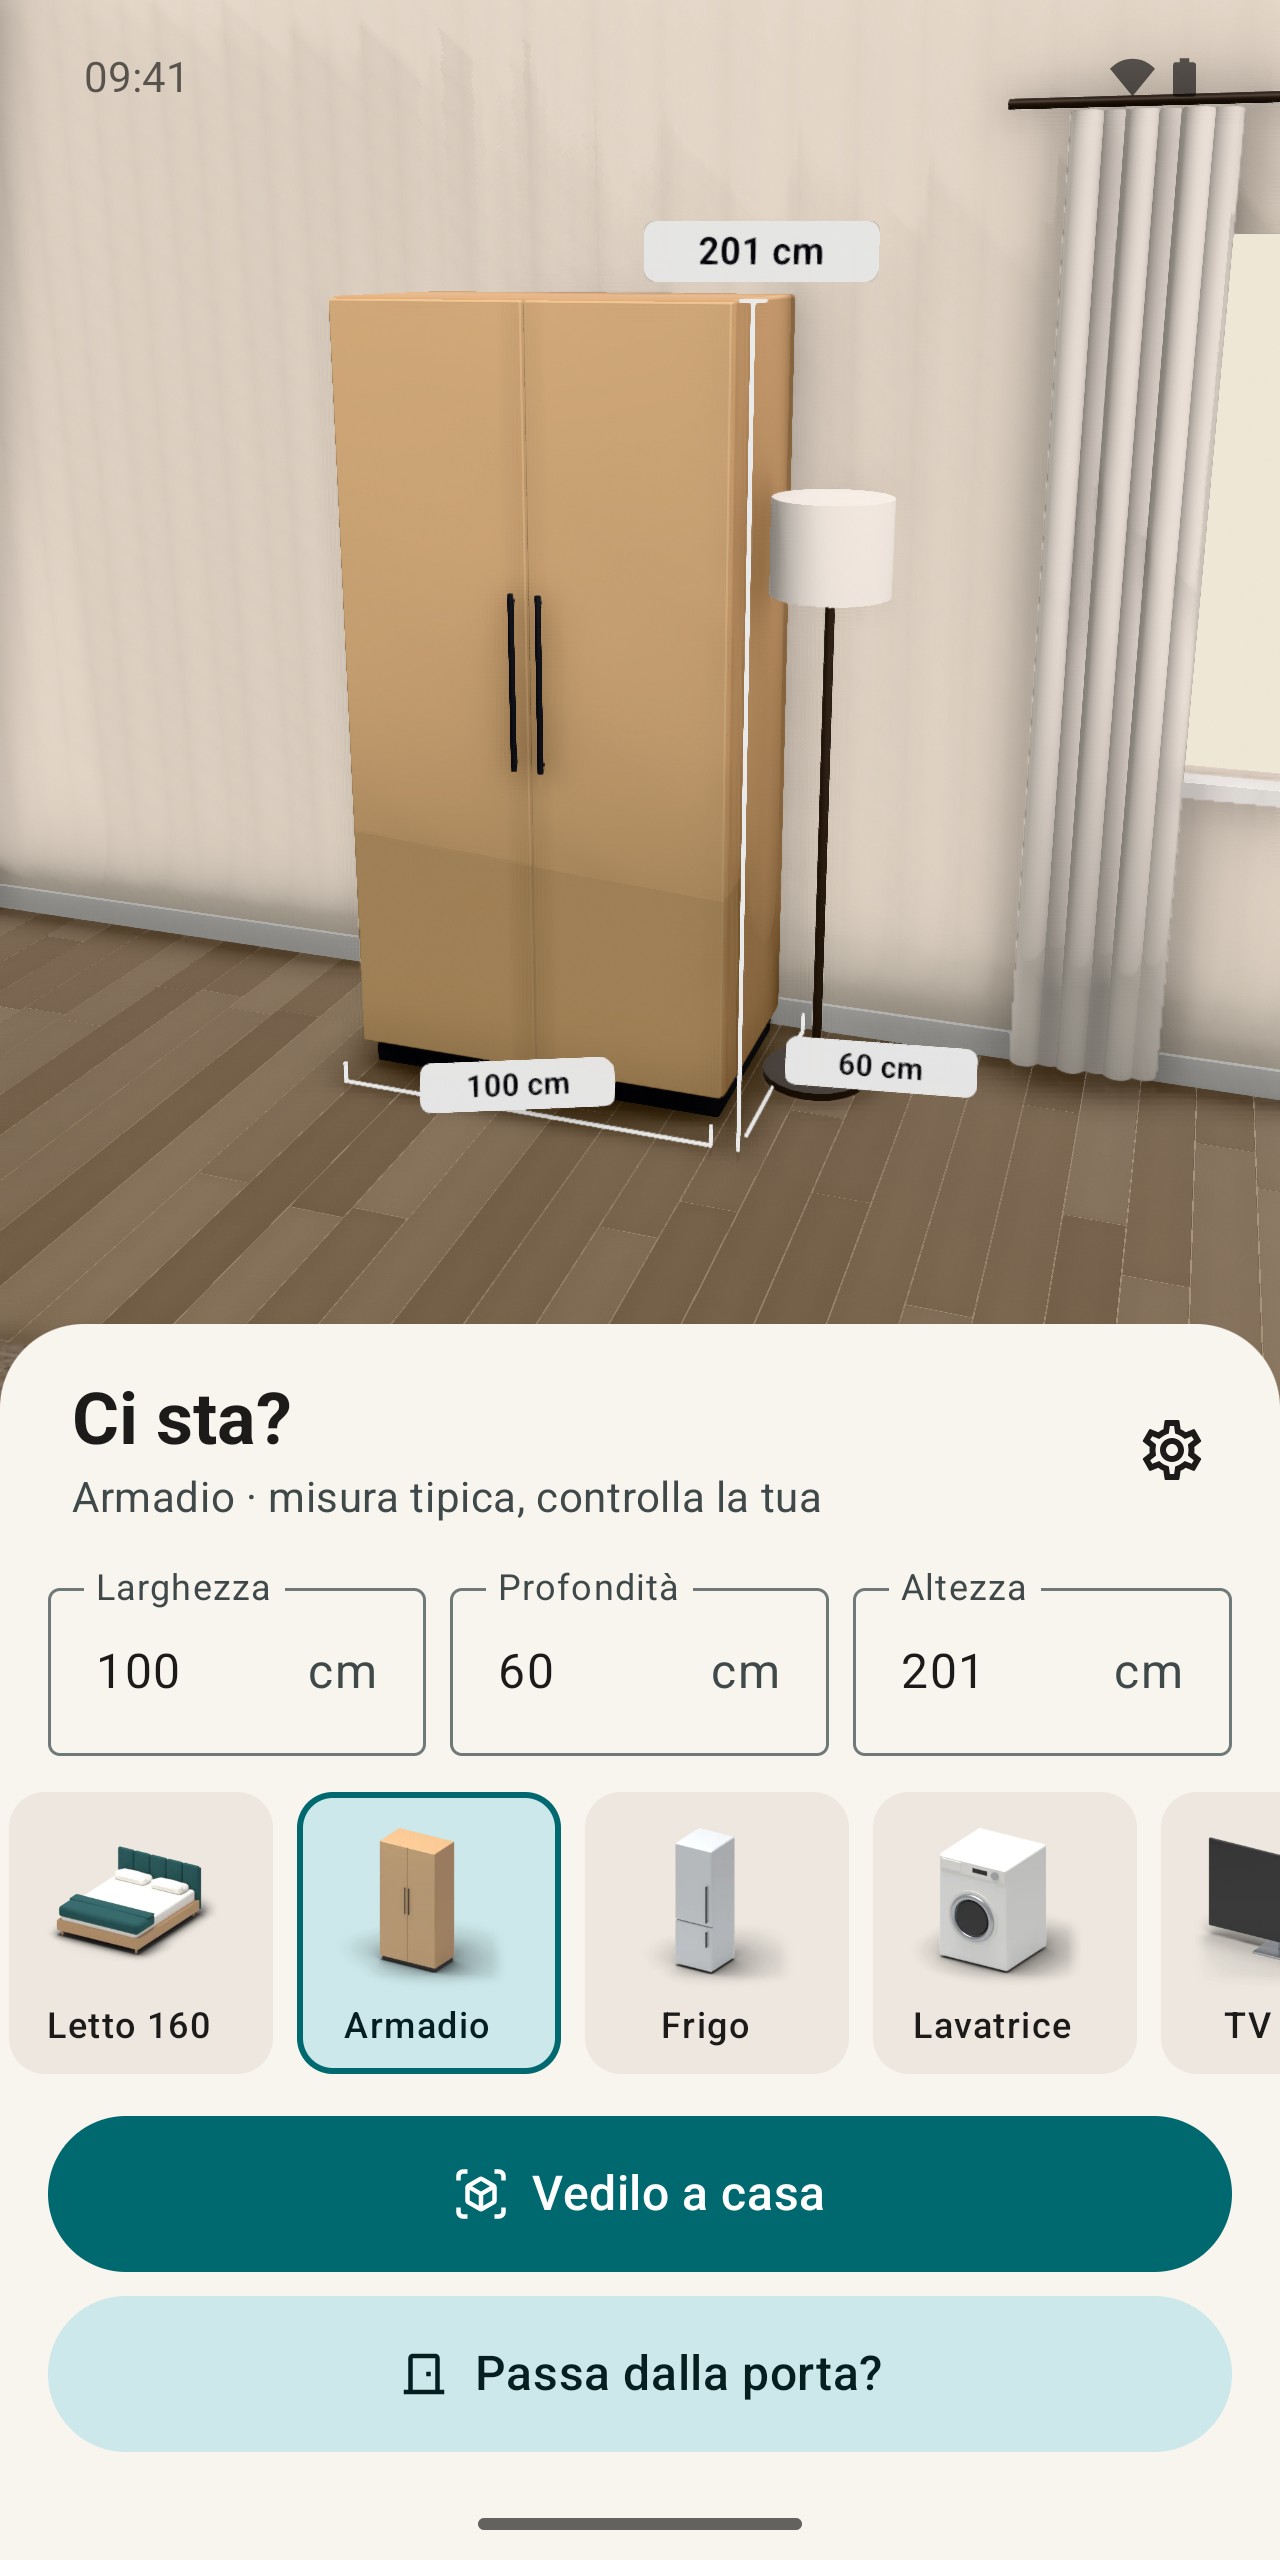 09:41
201 cm
60 cm
100 cm
Ci sta?
Armadio · misura tipica, controlla la tua
Larghezza
Profondità
Altezza
100 cm
60 cm
201 cm
Letto 160
Armadio
Frigo
Lavatrice
TV
Vedilo a casa
Passa dalla porta?